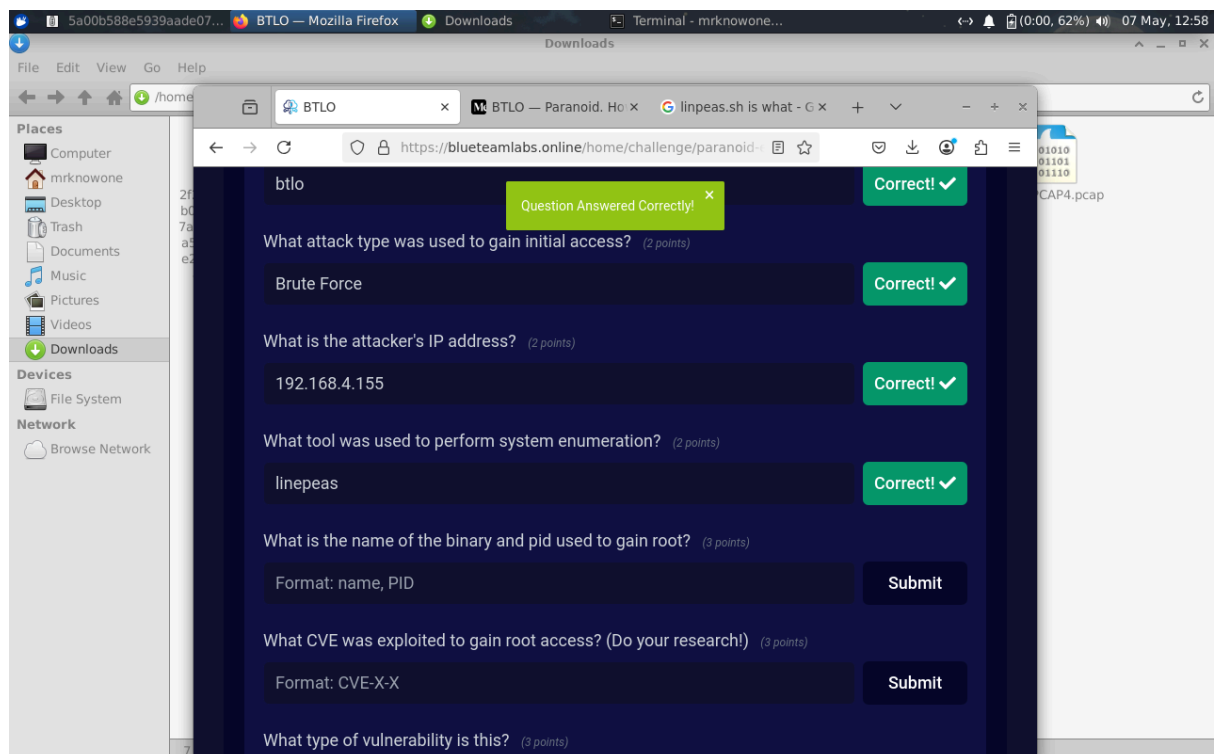 5a00b588e5939aade07... BTLO — Mozilla Firefox Downloads Terminal - mrknowone... (0:00, 62%) 07 May, 12:58
Downloads
File Edit View Go Help
/home
BTLO BTLO — Paranoid. Ho linpeas.sh is what - G
https://blueteamlabs.online/home/challenge/paranoid-
Places
Computer
mrknowone
Desktop
Trash
Documents
Music
Pictures
Videos
Downloads
Devices
File System
Network
Browse Network
01010
01101
01110
CAP4.pcap
btlo Correct!
Question Answered Correctly!
What attack type was used to gain initial access? (2 points)
Brute Force Correct!
What is the attacker's IP address? (2 points)
192.168.4.155 Correct!
What tool was used to perform system enumeration? (2 points)
linepeas Correct!
What is the name of the binary and pid used to gain root? (3 points)
Format: name, PID Submit
What CVE was exploited to gain root access? (Do your research!) (3 points)
Format: CVE-X-X Submit
What type of vulnerability is this? (3 points)